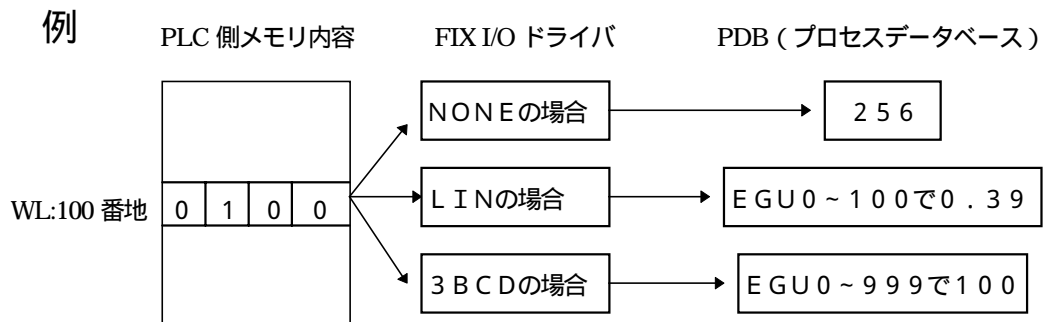 例
PLC 側メモリ内容 FIX I/O ドライバ PDB ( プロセスデータベース )
NONEの場合 256
WL:100 番地 0 1 0 0 LINの場合 EGU0~100で0.39
3BCDの場合 EGU0~999で100